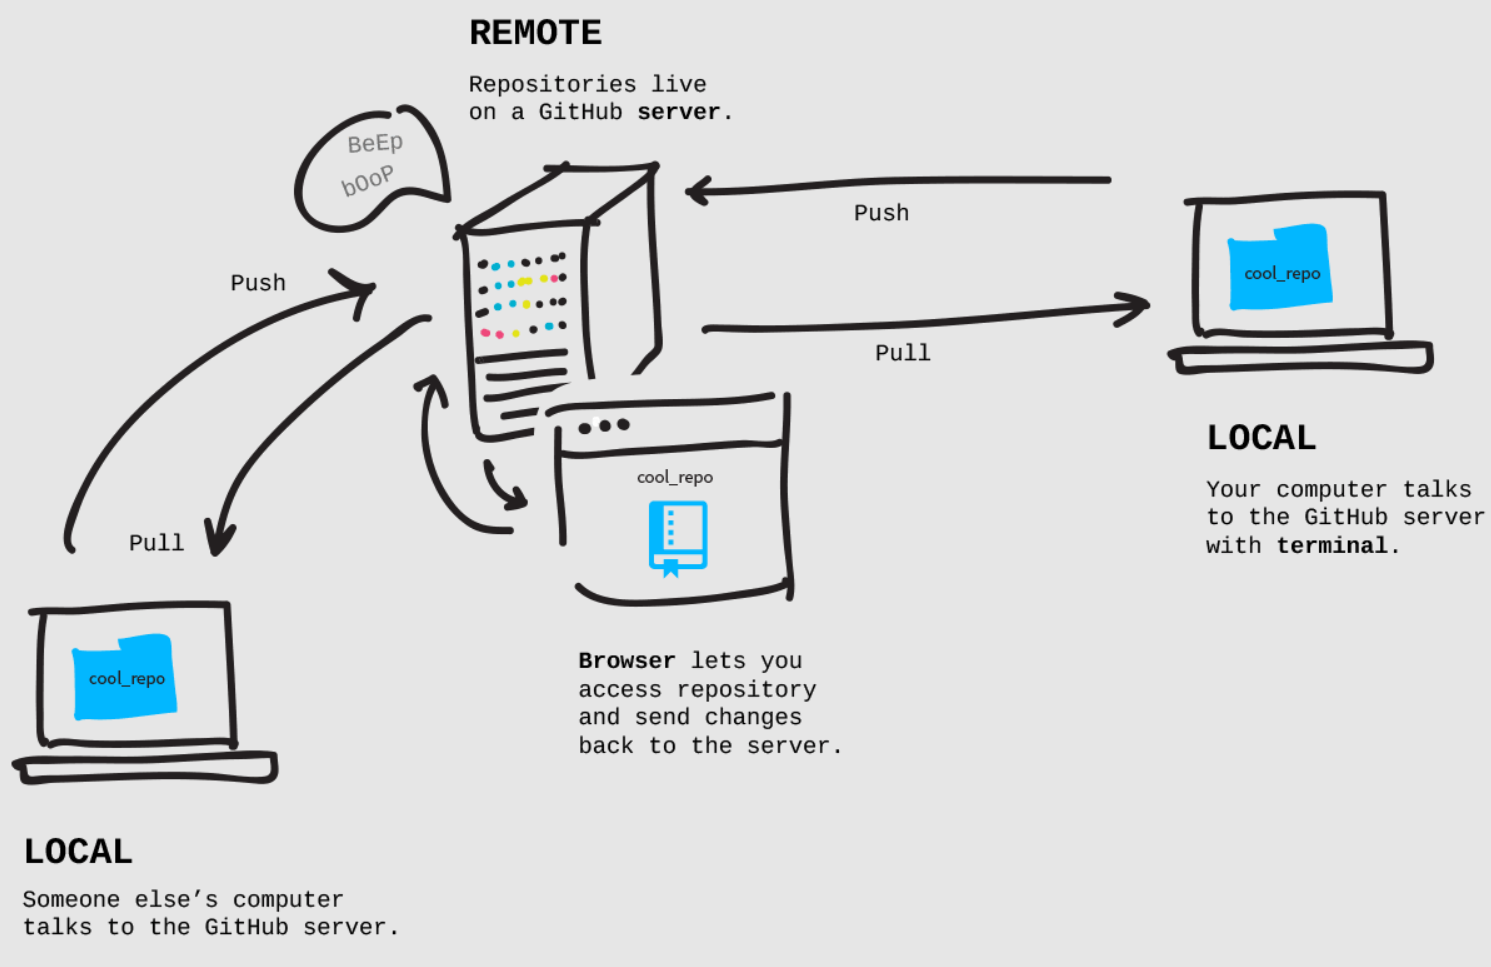 REMOTE
Repositories live
on a GitHub server.
BeEp
bOoP
Push
Pull
Push
Pull
cool_repo
LOCAL
Your computer talks
to the GitHub server
with terminal.
cool_repo
Browser lets you
access repository
and send changes
back to the server.
cool_repo
LOCAL
Someone else’s computer
talks to the GitHub server.